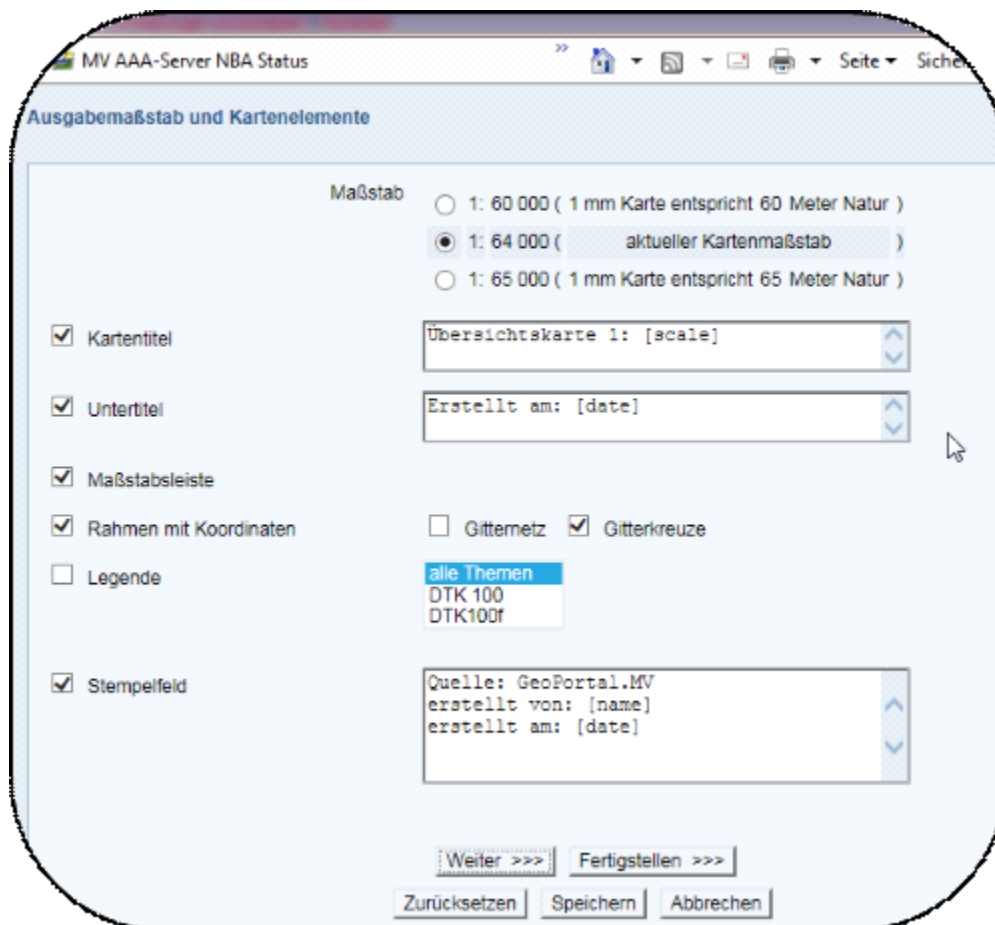 MV AAA-Server NBA Status » Seite
Ausgabemaßstab und Kartenelemente
Maßstab
1: 60 000 ( 1 mm Karte entspricht 60 Meter Natur )
1: 64 000 ( aktueller Kartenmaßstab )
1: 65 000 ( 1 mm Karte entspricht 65 Meter Natur )
Kartentitel
Übersichtskarte 1: [scale]
Untertitel
Erstellt am: [date]
Maßstabsleiste
Rahmen mit Koordinaten Gitternetz Gitterkreuze
Legende
alle Themen
DTK 100
DTK100f
Stempelfeld
Quelle: GeoPortal.MV
erstellt von: [name]
erstellt am: [date]
Weiter >>> Fertigstellen >>>
Zurücksetzen Speichern Abbrechen